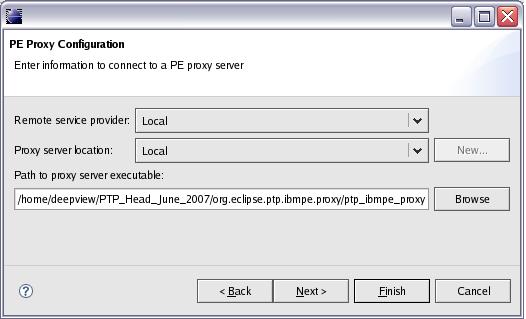 PE Proxy Configuration
Enter information to connect to a PE proxy server
Remote service provider: Local
Proxy server location: Local New...
Path to proxy server executable:
/home/deepview/PTP_Head_June_2007/org.eclipse.ptp.ibmpe.proxy/ptp_ibmpe_proxy Browse
? < Back Next > Finish Cancel